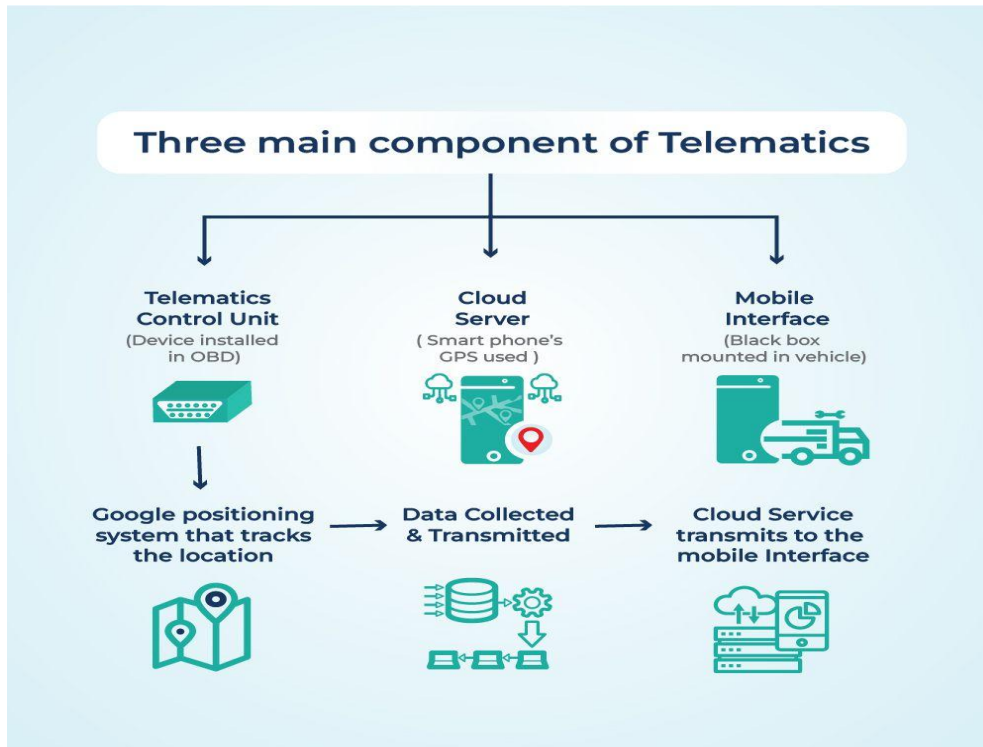 Three main component of Telematics
Telematics
Control Unit
(Device installed
in OBD)
Cloud
Server
( Smart phone's
GPS used )
Mobile
Interface
(Black box
mounted in vehicle)
Google positioning
system that tracks
the location
Data Collected
& Transmitted
Cloud Service
transmits to the
mobile Interface